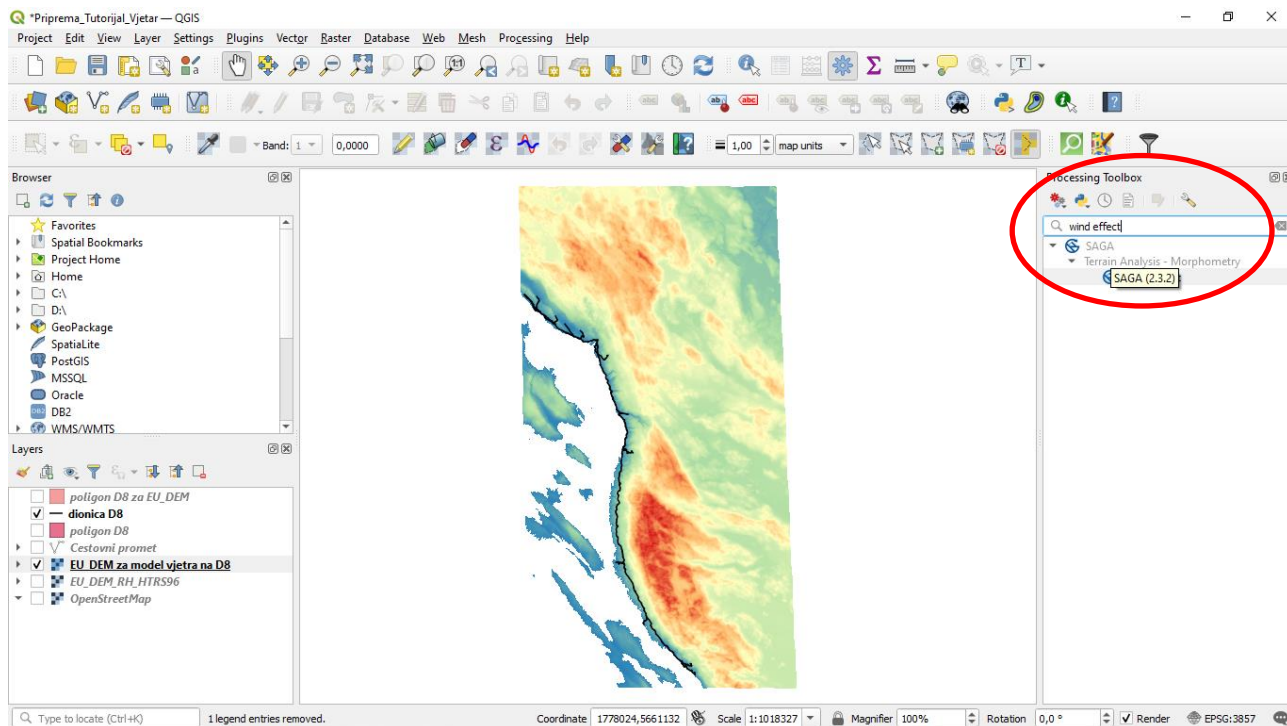 *Priprema_Tutorijal_Vjetar — QGIS
Project Edit View Layer Settings Plugins Vector Raster Database Web Mesh Processing Help
Band: 1 0,0000 1,00 map units
Browser
Favorites
Spatial Bookmarks
Project Home
Home
C:\
D:\
GeoPackage
SpatiaLite
PostGIS
MSSQL
Oracle
DB2
WMS/WMTS
Layers
poligon D8 za EU_DEM
dionica D8
poligon D8
Cestovni promet
EU_DEM za model vjetra na D8
EU_DEM_RH_HTRS96
OpenStreetMap
Processing Toolbox
wind effect
SAGA
Terrain Analysis - Morphometry
SAGA (2.3.2)
Type to locate (Ctrl+K) 1 legend entries removed. Coordinate 1778024,5661132 Scale 1:1018327 Magnifier 100% Rotation 0,0 ° Render EPSG:3857